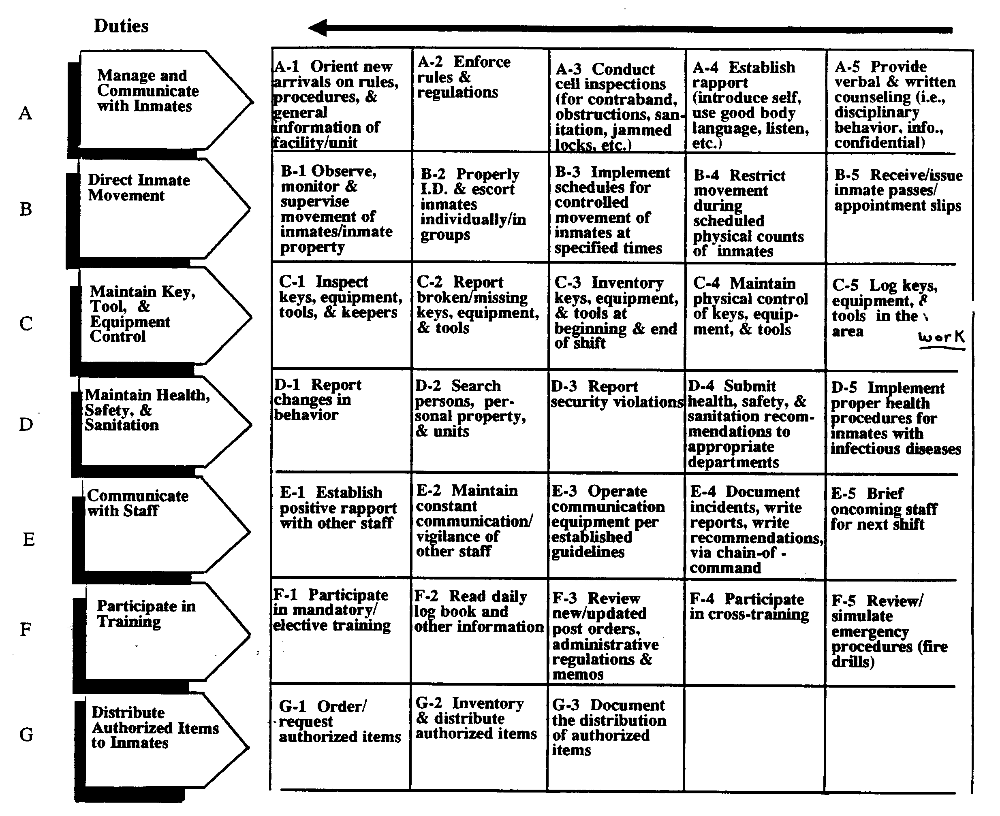 Duties
A
Manage and
Communicate
with Inmates
A-1 Orient new
arrivals on rules,
procedures, &
general
information of
facility/unit
A-2 Enforce
rules &
regulations
A-3 Conduct
cell inspections
(for contraband,
obstructions, san-
itation, jammed
locks, etc.)
A-4 Establish
rapport
(introduce self,
use good body
language, listen,
etc.)
A-5 Provide
verbal & written
counseling (i.e.,
disciplinary
behavior, info.,
confidential)
B
Direct Inmate
Movement
B-1 Observe,
monitor &
supervise
movement of
inmates/inmate
property
B-2 Properly
I.D. & escort
inmates
individually/in
groups
B-3 Implement
schedules for
controlled
movement of
inmates at
specified times
B-4 Restrict
movement
during
scheduled
physical counts
of inmates
B-5 Receive/issue
inmate passes/
appointment slips
C
Maintain Key,
Tool, &
Equipment
Control
C-1 Inspect
keys, equipment,
tools, & keepers
C-2 Report
broken/missing
keys, equipment,
& tools
C-3 Inventory
keys, equipment,
& tools at
beginning & end
of shift
C-4 Maintain
physical control
of keys, equip-
ment, & tools
C-5 Log keys,
equipment, &
tools in the
area
work
D
Maintain Health,
Safety, &
Sanitation
D-1 Report
changes in
behavior
D-2 Search
persons, per-
sonal property,
& units
D-3 Report
security violations
D-4 Submit
health, safety, &
sanitation recom-
mendations to
appropriate
departments
D-5 Implement
proper health
procedures for
inmates with
infectious diseases
E
Communicate
with Staff
E-1 Establish
positive rapport
with other staff
E-2 Maintain
constant
communication/
vigilance of
other staff
E-3 Operate
communication
equipment per
established
guidelines
E-4 Document
incidents, write
reports, write
recommendations,
via chain-of -
command
E-5 Brief
oncoming staff
for next shift
F
Participate in
Training
F-1 Participate
in mandatory/
elective training
F-2 Read daily
log book and
other information
F-3 Review
new/updated
post orders,
administrative
regulations &
memos
F-4 Participate
in cross-training
F-5 Review/
simulate
emergency
procedures (fire
drills)
G
Distribute
Authorized Items
to Inmates
G-1 Order/
request
authorized items
G-2 Inventory
& distribute
authorized items
G-3 Document
the distribution
of authorized
items